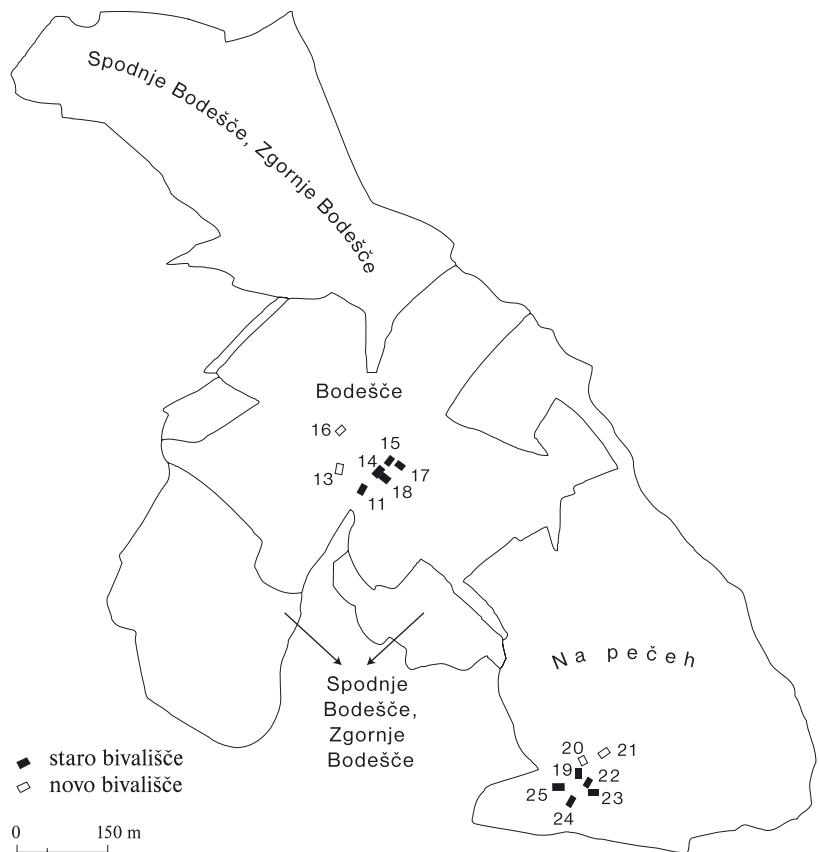 Spodnje Bodešče, Zgornje Bodešče
Bodešče
16
15
14
13
17
18
11
Na pečeh
Spodnje
Bodešče,
Zgornje
Bodešče
20
21
19
22
25
23
24
staro bivališče
novo bivališče
0
150 m